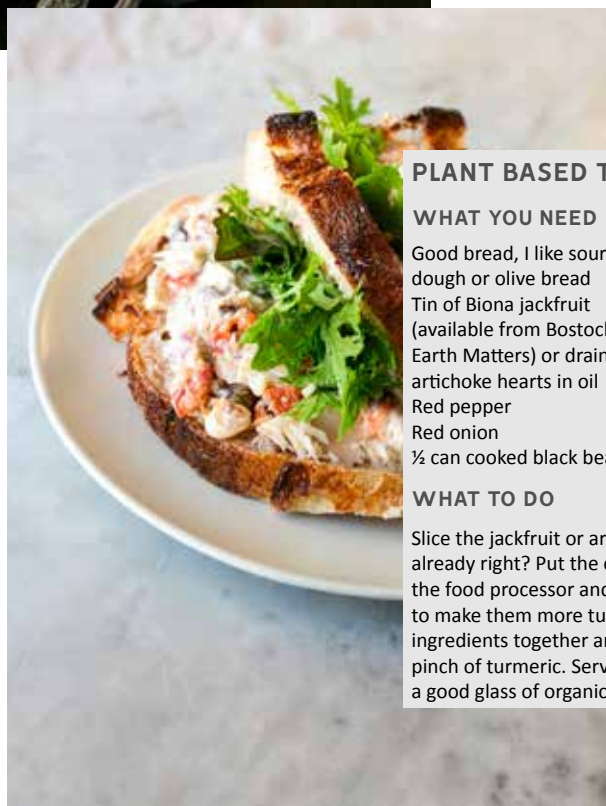 PLANT BASED T
WHAT YOU NEED
Good bread, I like sour
dough or olive bread
Tin of Biona jackfruit
(available from Bostock
Earth Matters) or drain
artichoke hearts in oil
Red pepper
Red onion
½ can cooked black bea
WHAT TO DO
Slice the jackfruit or ar
already right? Put the
the food processor and
to make them more tu
ingredients together a
pinch of turmeric. Serv
a good glass of organic